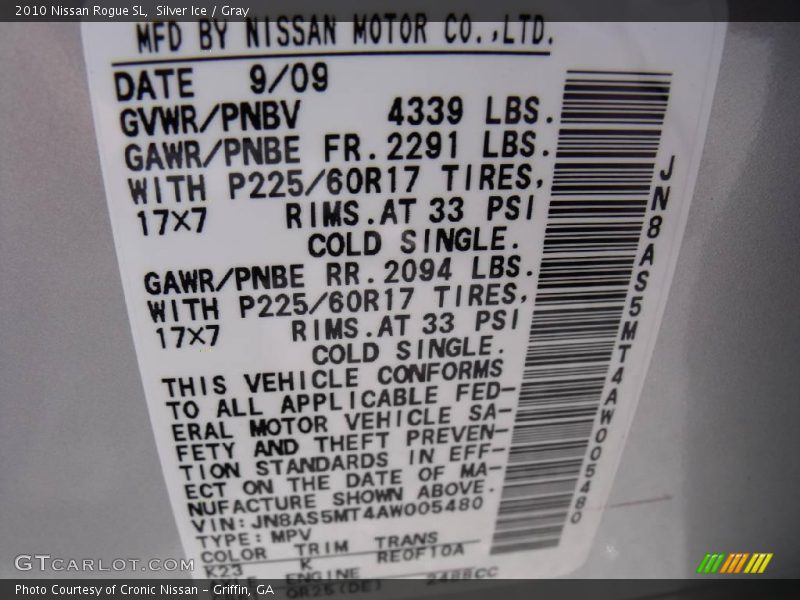 2010 Nissan Rogue SL, Silver Ice / Gray
MFD BY NISSAN MOTOR CO.,LTD.
DATE 9/09
GVWR/PNBV 4339 LBS.
GAWR/PNBE FR. 2291 LBS.
WITH P225/60R17 TIRES,
17X7 RIMS. AT 33 PSI
COLD SINGLE.
GAWR/PNBE RR. 2094 LBS.
WITH P225/60R17 TIRES,
17X7 RIMS. AT 33 PSI
COLD SINGLE.
THIS VEHICLE CONFORMS
TO ALL APPLICABLE FED-
ERAL MOTOR VEHICLE SA-
FETY AND THEFT PREVEN-
TION STANDARDS IN EFF-
ECT ON THE DATE OF MA-
NUFACTURE SHOWN ABOVE.
VIN: JN8AS5MT4AW005480
TYPE: MPV
COLOR TRIM TRANS
K23 K RE0F10A
ENGINE 2488CC
QR25(DE)
JN8AS5MT4AW005480
GTCARLOT.COM
Photo Courtesy of Cronic Nissan - Griffin, GA